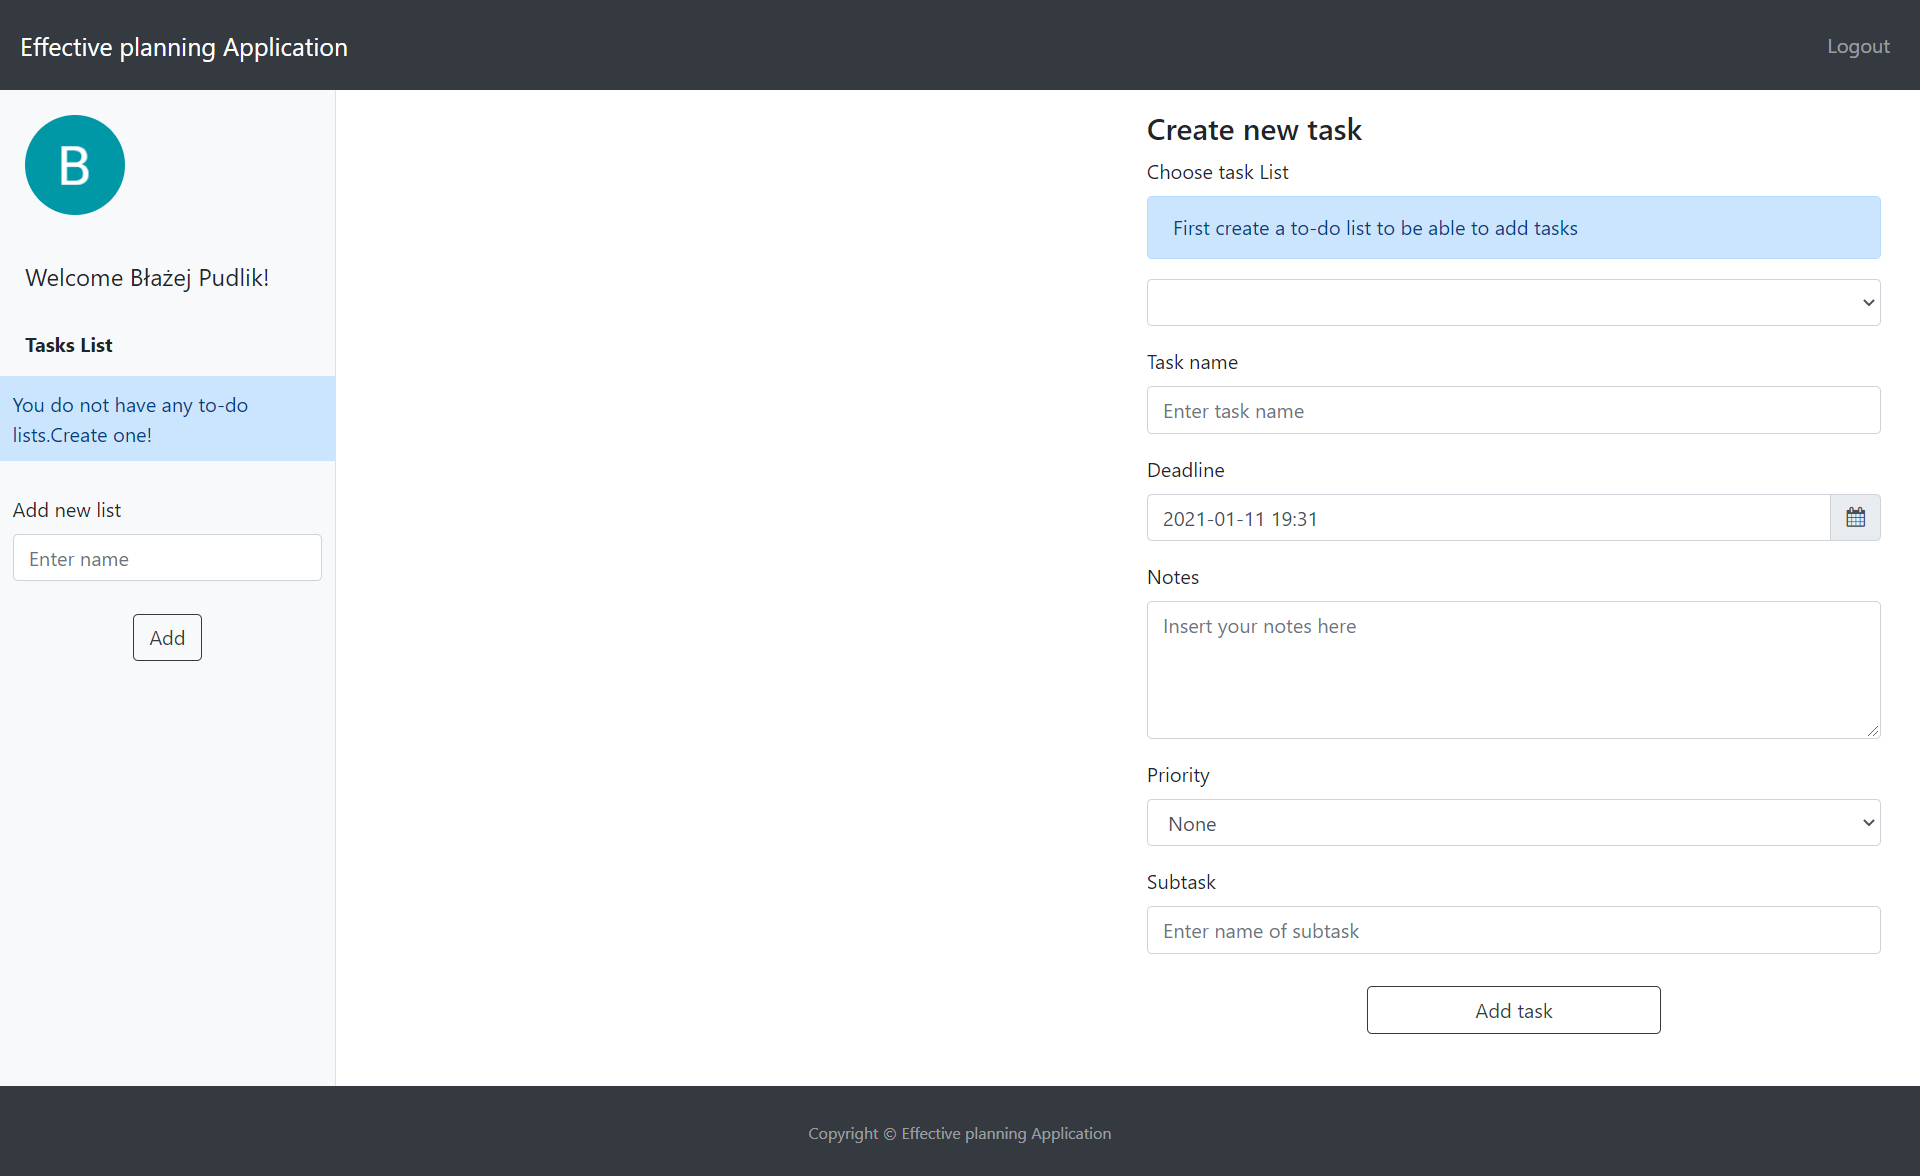 Effective planning Application
Logout
B
Welcome Błażej Pudlik!
Tasks List
You do not have any to-do
lists.Create one!
Add new list
Enter name
Add
Create new task
Choose task List
First create a to-do list to be able to add tasks
Task name
Enter task name
Deadline
2021-01-11 19:31
Notes
Insert your notes here
Priority
None
Subtask
Enter name of subtask
Add task
Copyright © Effective planning Application